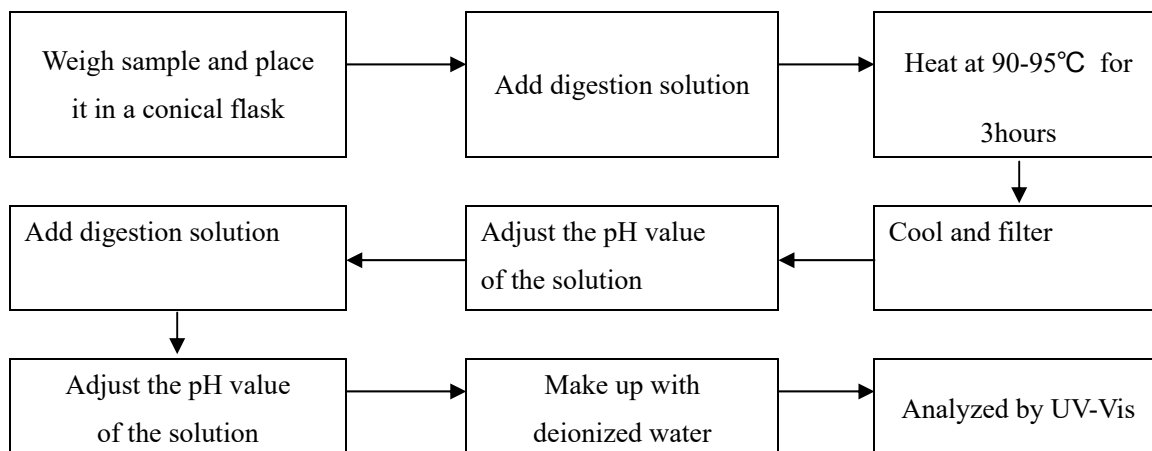 Weigh sample and place
it in a conical flask
Add digestion solution
Heat at 90-95℃ for
3hours
Cool and filter
Adjust the pH value
of the solution
Add digestion solution
Adjust the pH value
of the solution
Make up with
deionized water
Analyzed by UV-Vis